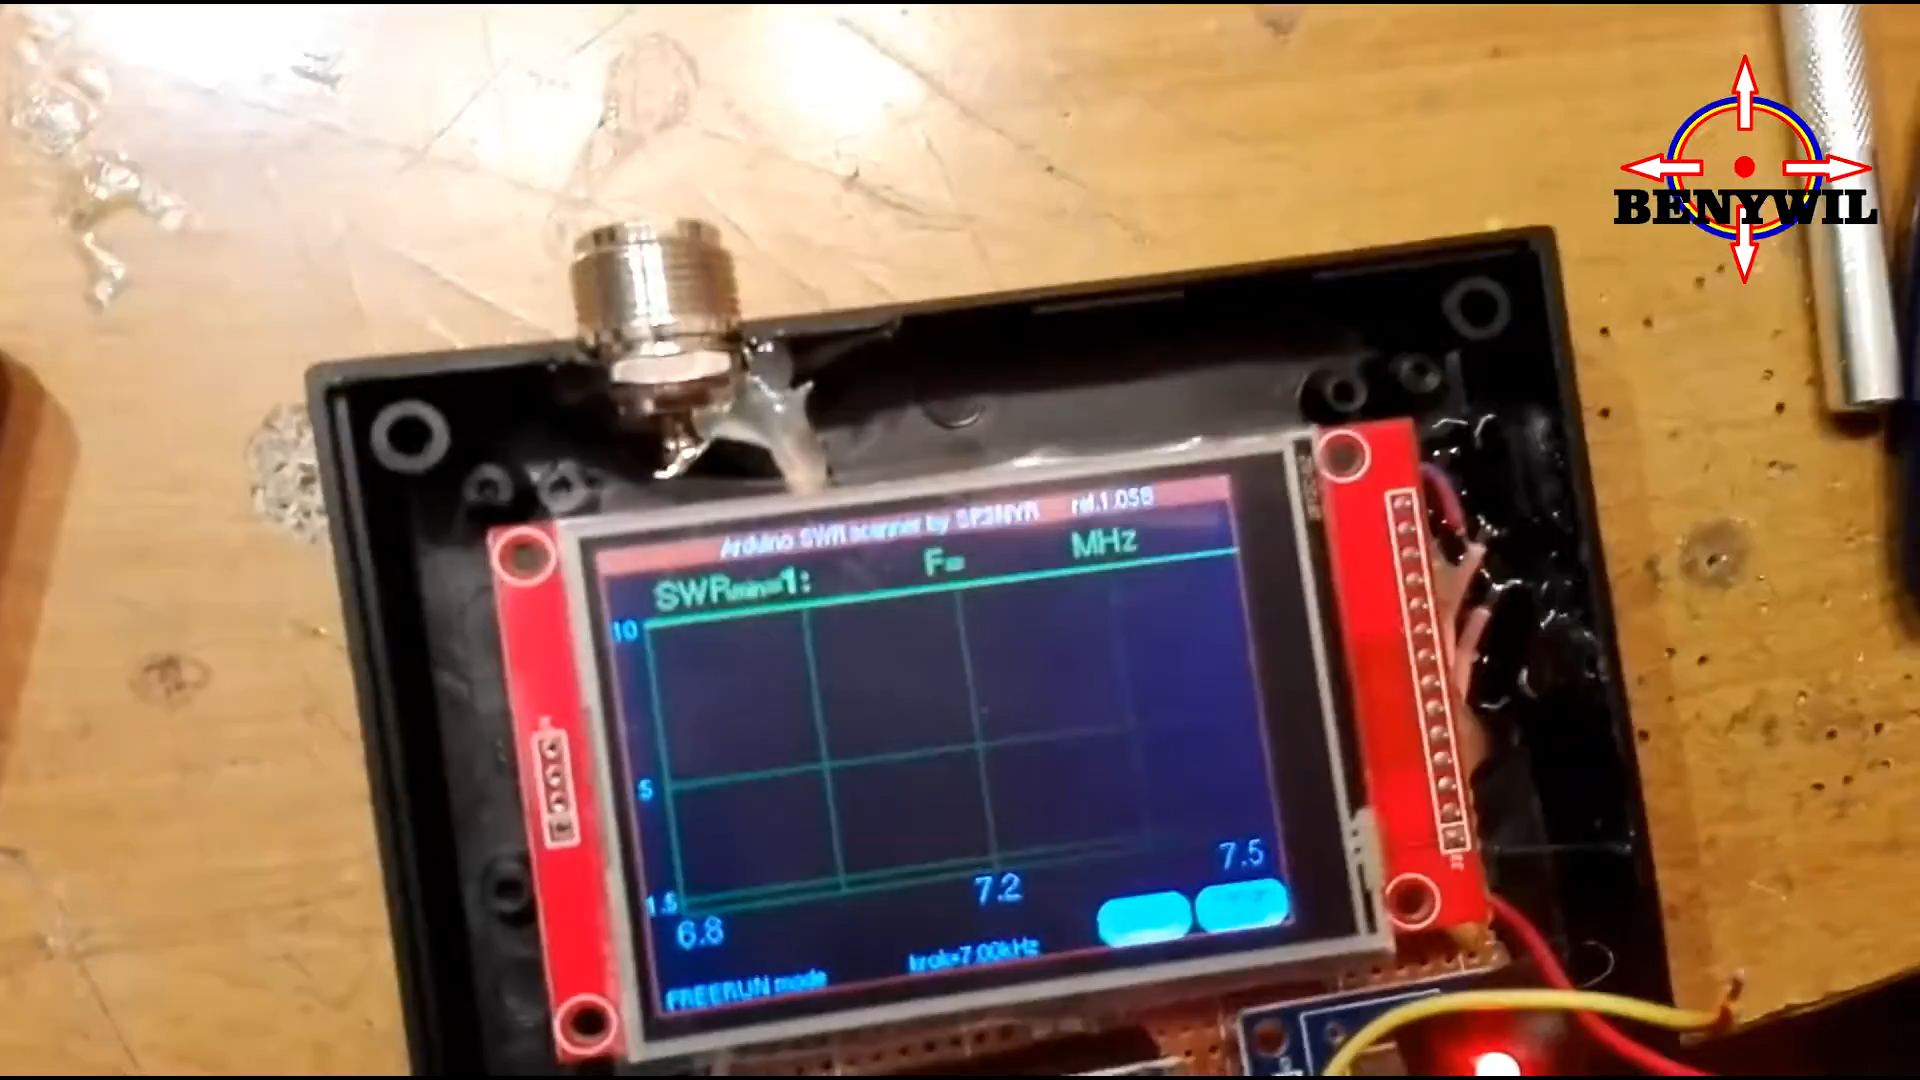 BENYWIL
Arduino SWR scanner by SP3NYR rel.1.05B
SWRmin=1: F= MHz
10
5
1.5
6.8 7.2 7.5
krok=7.00kHz
FREERUN mode